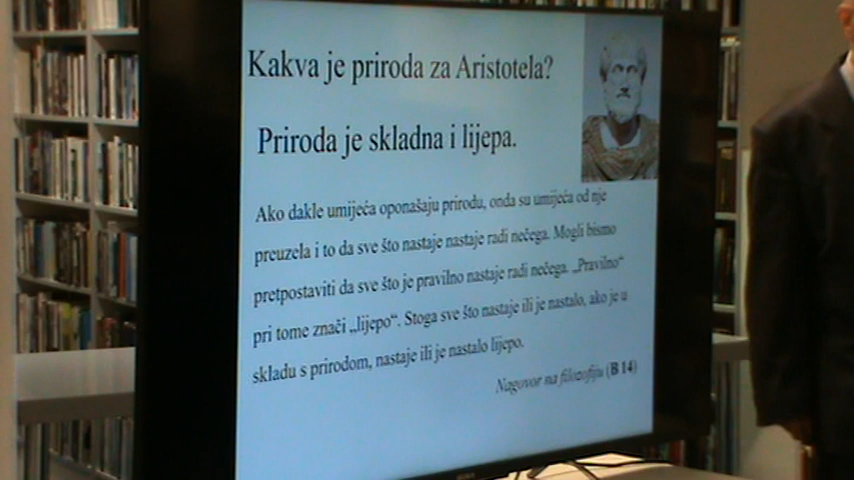 Kakva je priroda za Aristotela?
Priroda je skladna i lijepa.
Ako dakle umijeća oponašaju prirodu, onda su umijeća od nje
preuzela i to da sve što nastaje nastaje radi nečega. Mogli bismo
pretpostaviti da sve što je pravilno nastaje radi nečega. „Pravilno“
pri tome znači „lijepo“. Stoga sve što nastaje ili je nastalo, ako je u
skladu s prirodom, nastaje ili je nastalo lijepo.
Nagovor na filozofiju (B 14)